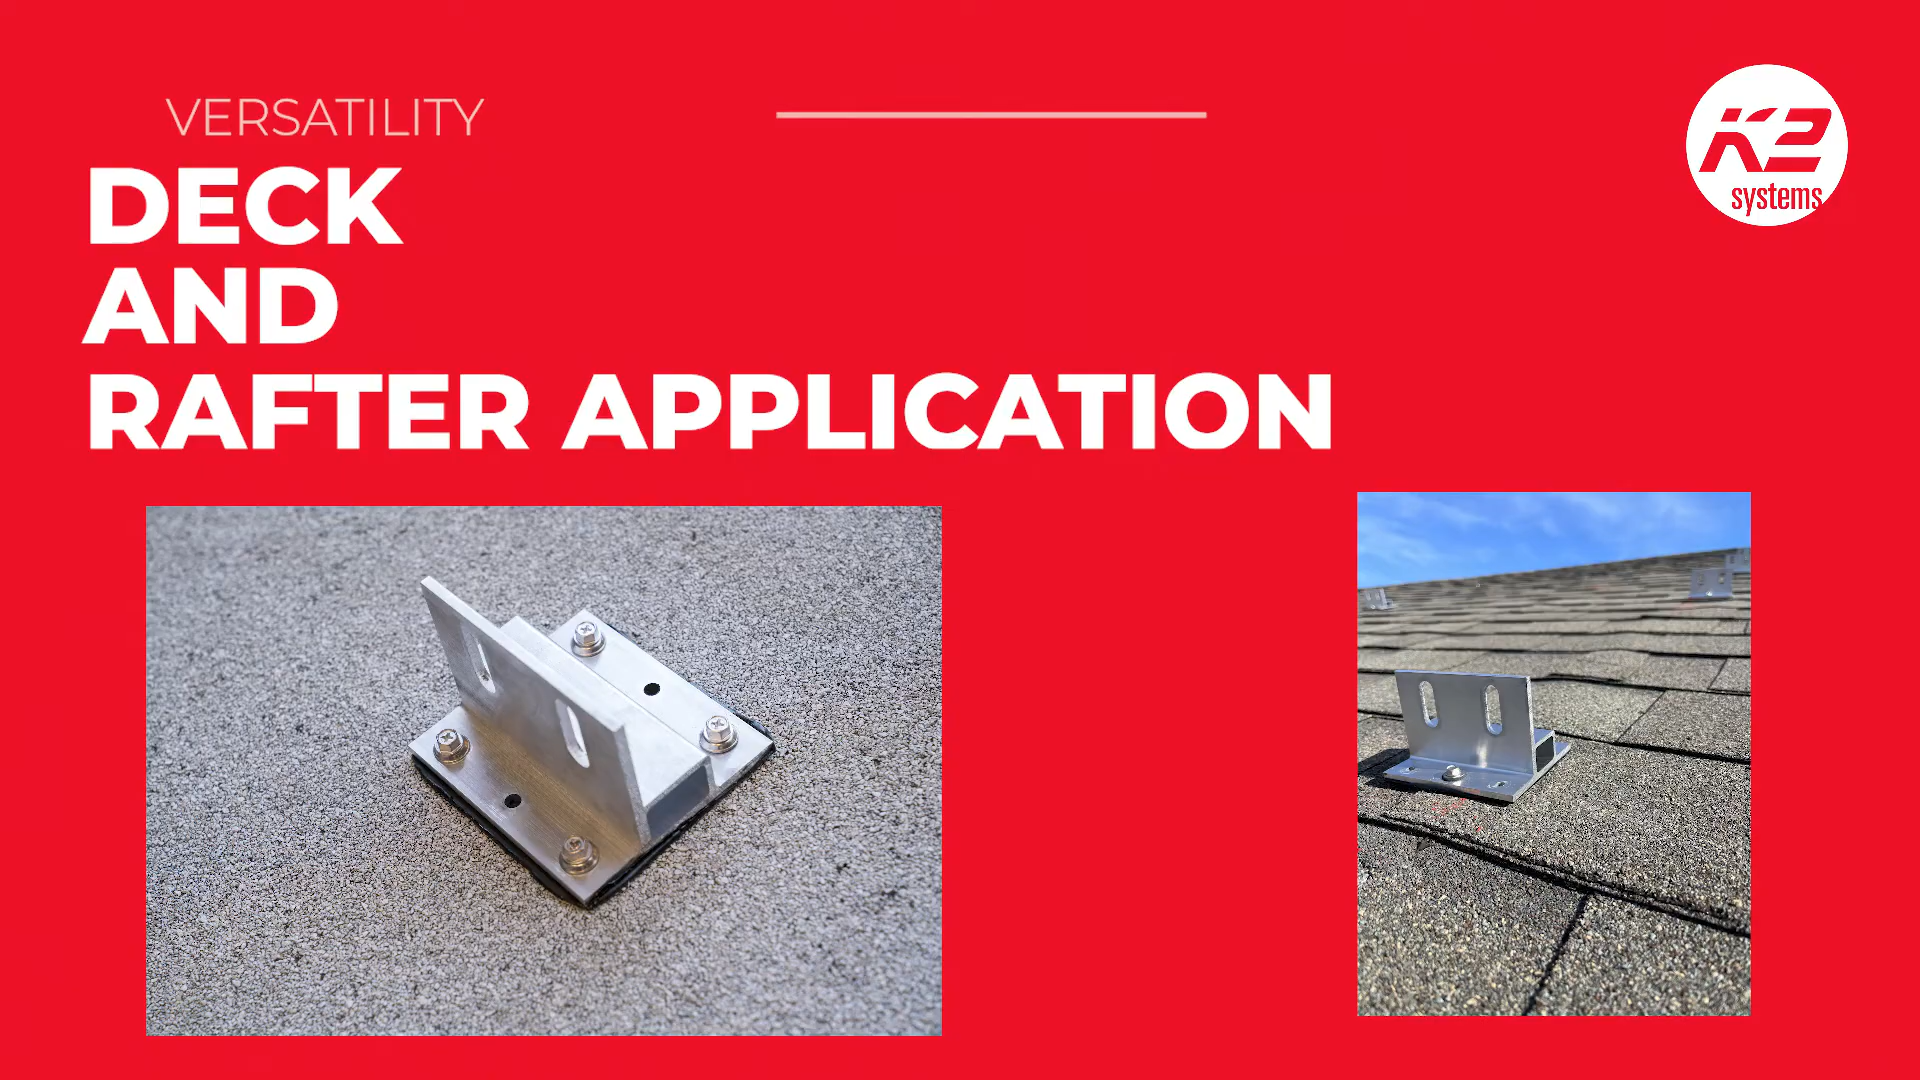 VERSATILITY
DECK
AND
RAFTER APPLICATION
K2
systems